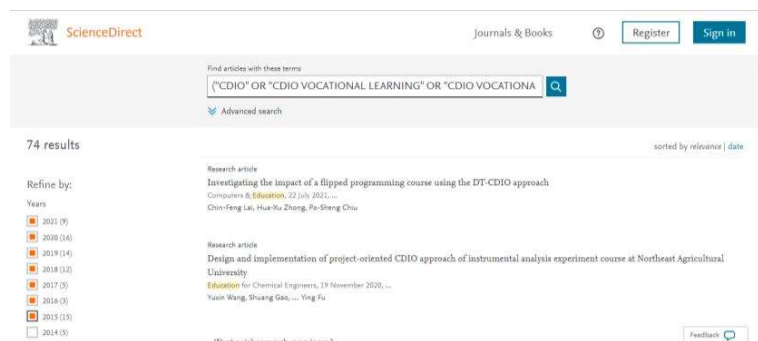 ScienceDirect
Journals & Books
?
Register
Sign in
Find articles with these terms
("CDIO" OR "CDIO VOCATIONAL LEARNING" OR "CDIO VOCATIONA
Advanced search
74 results
sorted by relevance | date
Refine by:
Years
2021 (9)
2020 (16)
2019 (14)
2018 (12)
2017 (5)
2016 (3)
2015 (15)
2014 (5)
Research article
Investigating the impact of a flipped programming course using the DT-CDIO approach
Computers & Education, 22 July 2021, ...
Chin-Feng Lai, Hua-Xu Zhong, Po-Sheng Chiu
Research article
Design and implementation of project-oriented CDIO approach of instrumental analysis experiment course at Northeast Agricultural
University
Education for Chemical Engineers, 19 November 2020, ...
Yuxin Wang, Shuang Gao, ... Ying Fu
Feedback